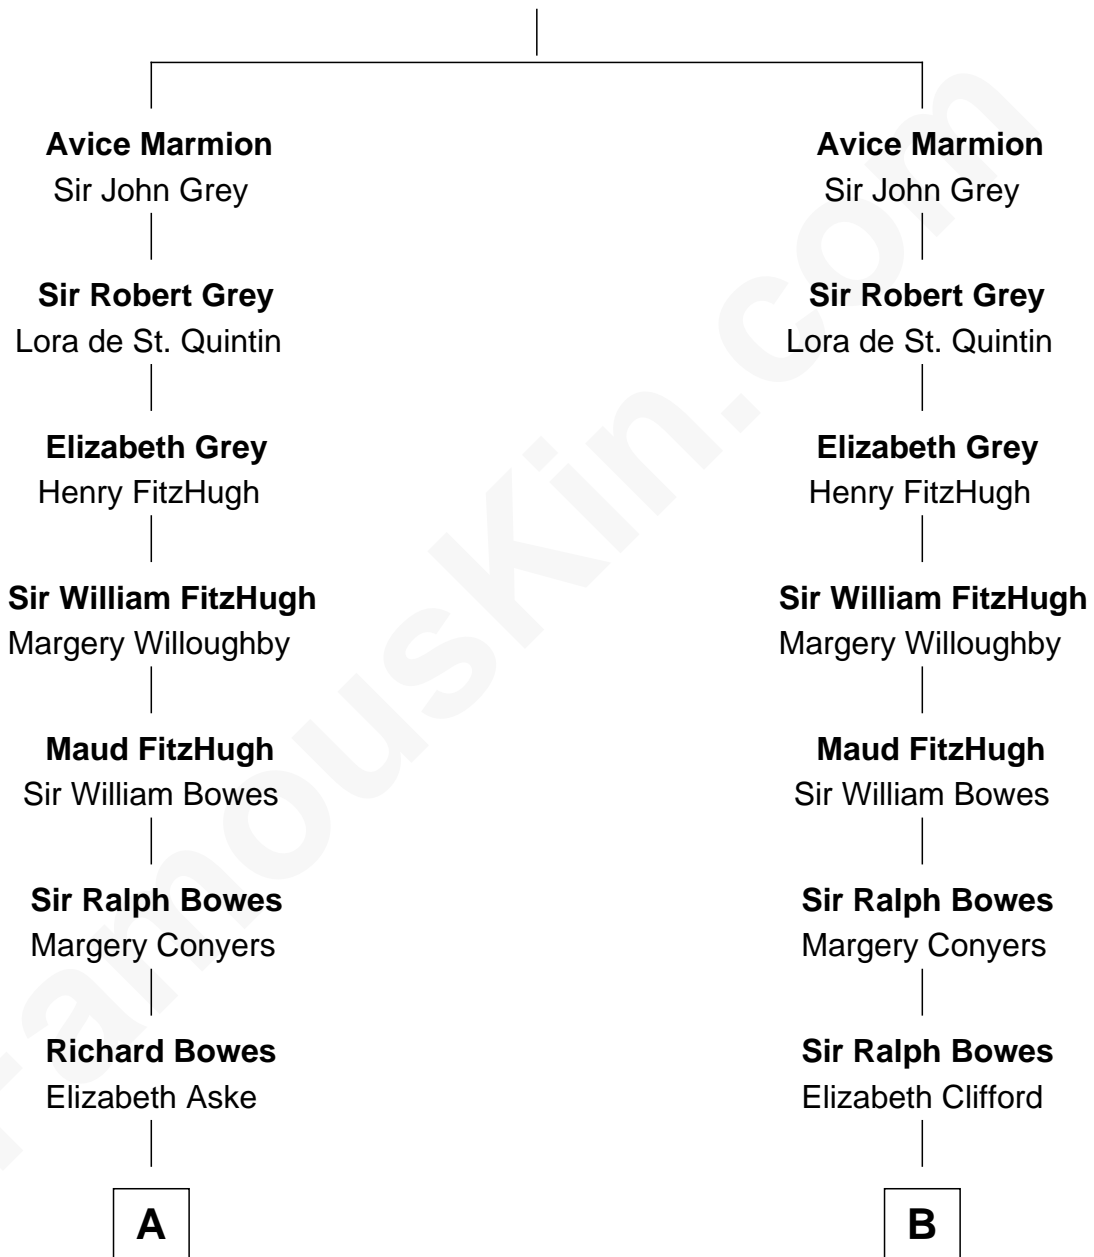 Avice Marmion
Sir John Grey
Sir Robert Grey
Lora de St. Quintin
Elizabeth Grey
Henry FitzHugh
Sir William FitzHugh
Margery Willoughby
Maud FitzHugh
Sir William Bowes
Sir Ralph Bowes
Margery Conyers
Richard Bowes
Elizabeth Aske
A
Avice Marmion
Sir John Grey
Sir Robert Grey
Lora de St. Quintin
Elizabeth Grey
Henry FitzHugh
Sir William FitzHugh
Margery Willoughby
Maud FitzHugh
Sir William Bowes
Sir Ralph Bowes
Margery Conyers
Sir Ralph Bowes
Elizabeth Clifford
B
FamousKin.com